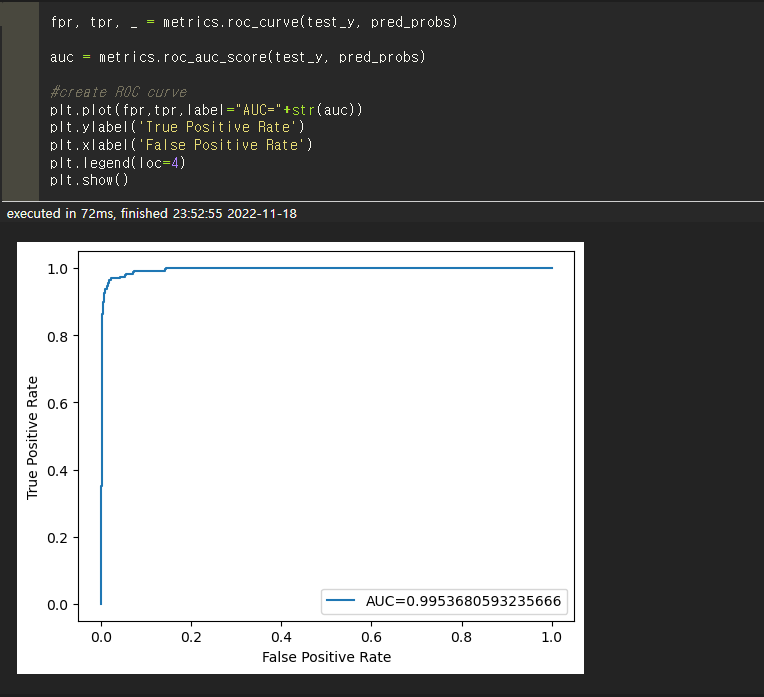 fpr, tpr, _ = metrics.roc_curve(test_y, pred_probs)
auc = metrics.roc_auc_score(test_y, pred_probs)
#create ROC curve
plt.plot(fpr,tpr,label="AUC="+str(auc))
plt.ylabel('True Positive Rate')
plt.xlabel('False Positive Rate')
plt.legend(loc=4)
plt.show()
executed in 72ms, finished 23:52:55 2022-11-18
1.0
0.8
0.6
0.4
0.2
0.0
True Positive Rate
AUC=0.9953680593235666
0.0 0.2 0.4 0.6 0.8 1.0
False Positive Rate